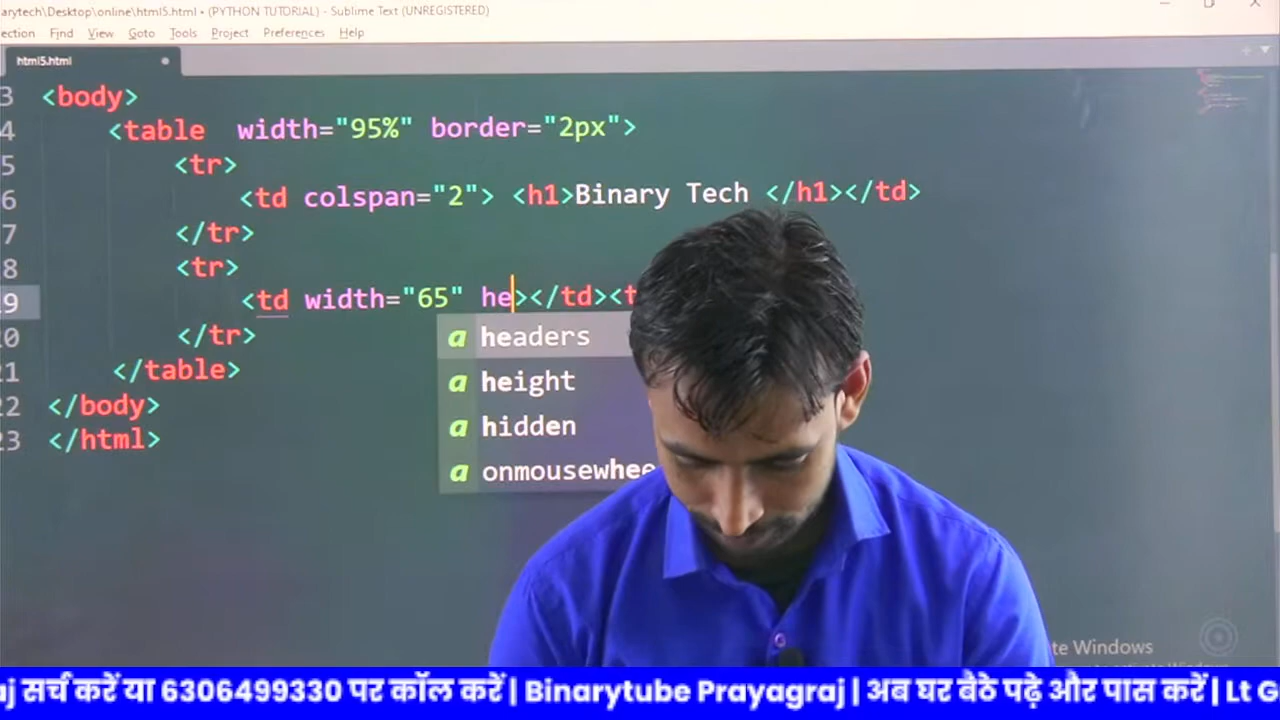 arytech\Desktop\online\html5.html • (PYTHON TUTORIAL) - Sublime Text (UNREGISTERED)
ection Find View Goto Tools Project Preferences Help
html5.html
3 <body>
4 <table width="95%" border="2px">
5 <tr>
6 <td colspan="2"> <h1>Binary Tech </h1></td>
7 </tr>
8 <tr>
9 <td width="65" he></td><t
0 </tr>
21 </table>
22 </body>
23 </html>
a headers
a height
a hidden
a onmousewhee
te Windows
j सर्च करें या 6306499330 पर कॉल करें | Binarytube Prayagraj | अब घर बैठे पढ़े और पास करें | Lt G